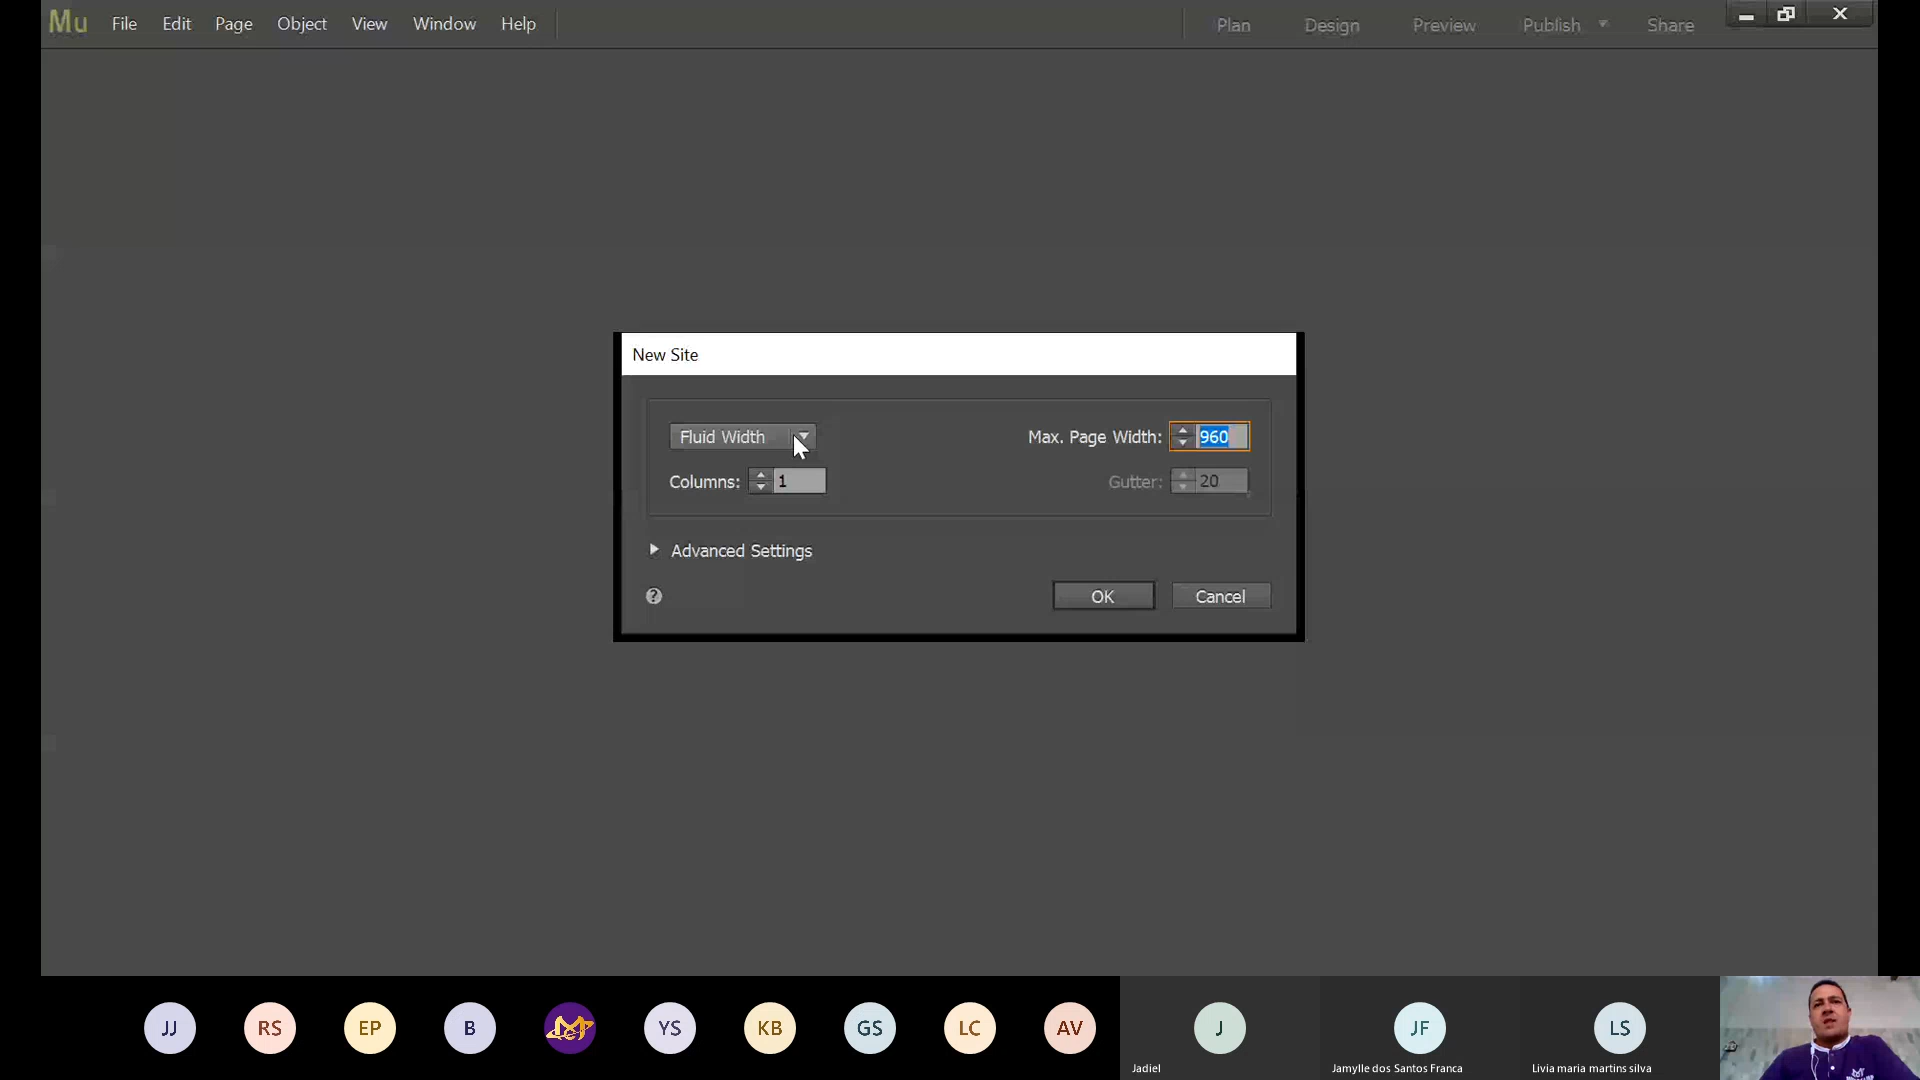 Mu File Edit Page Object View Window Help Plan Design Preview Publish Share
New Site
Fluid Width Max. Page Width: 960
Columns: 1 Gutter: 20
Advanced Settings
OK Cancel
JJ RS EP B YS KB GS LC AV J JF LS
Jadiel Jamylle dos Santos Franca Livia maria martins silva